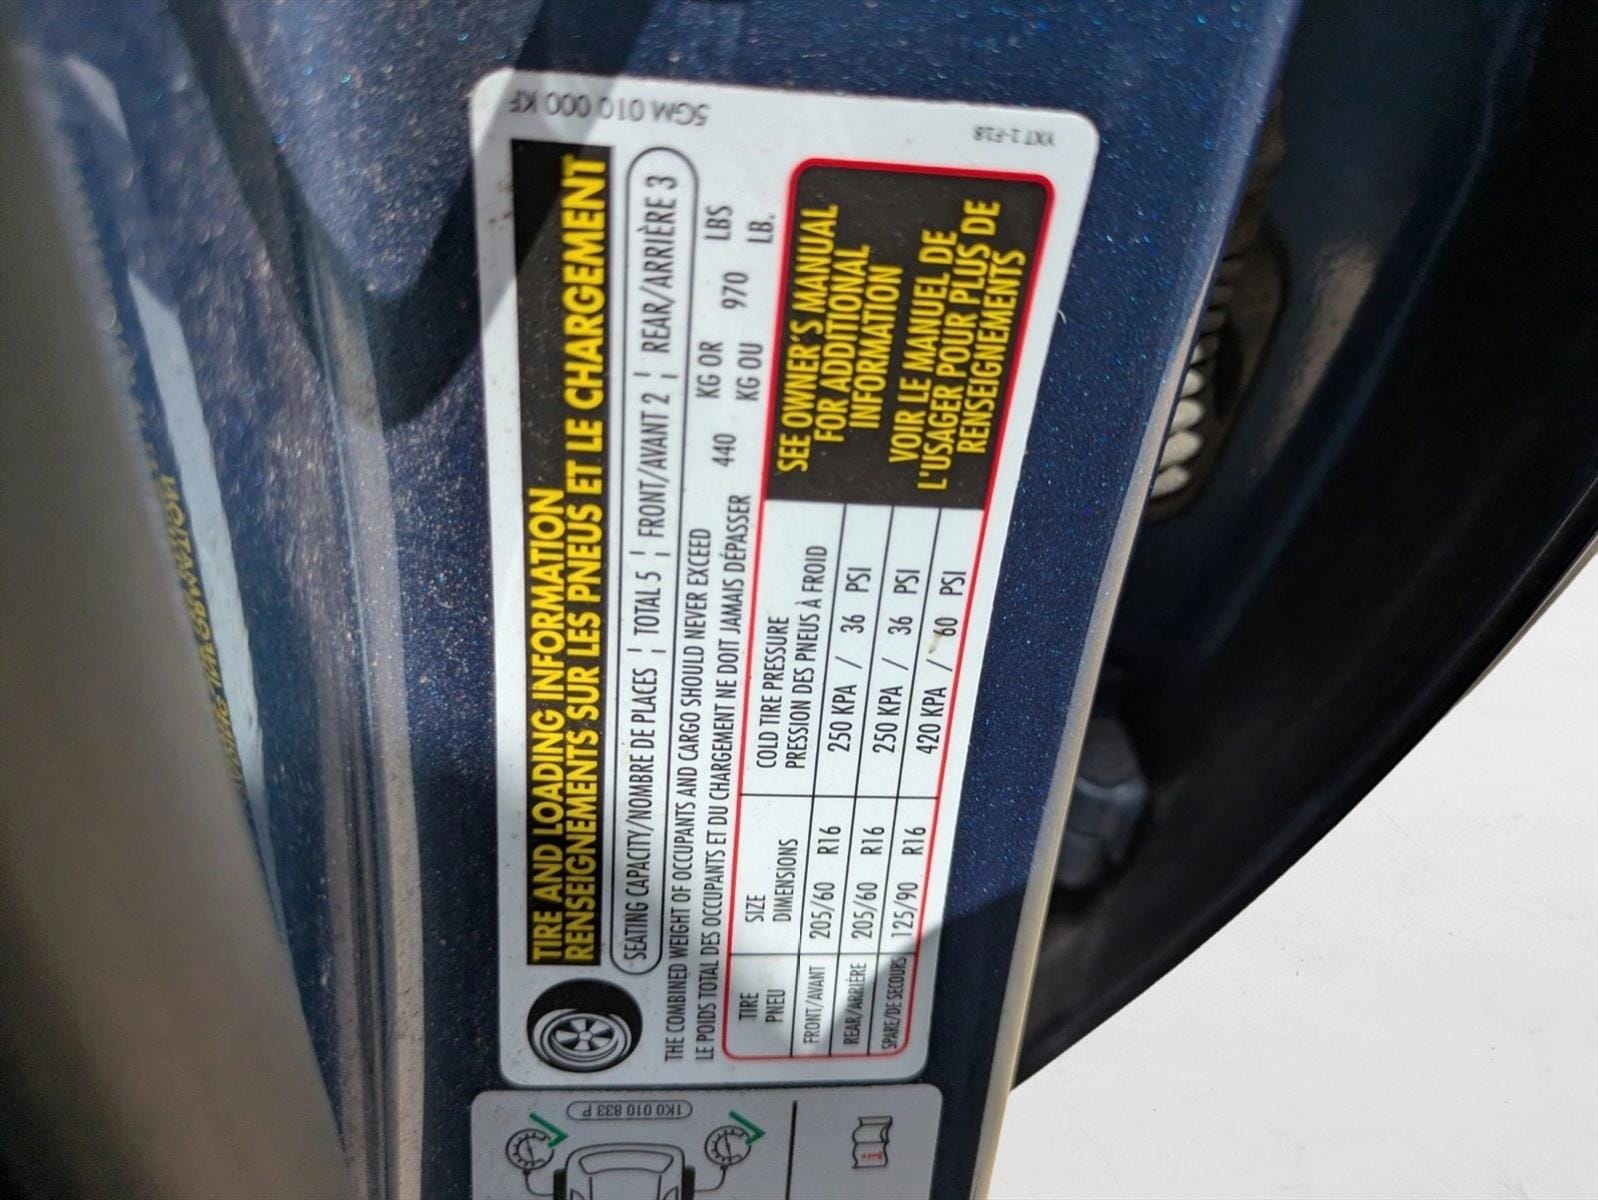 5GM 010 000 KF
YKT 1-F18
TIRE AND LOADING INFORMATION
RENSEIGNEMENTS SUR LES PNEUS ET LE CHARGEMENT
SEATING CAPACITY/NOMBRE DE PLACES ¦ TOTAL 5 ¦ FRONT/AVANT 2 ¦ REAR/ARRIÈRE 3
THE COMBINED WEIGHT OF OCCUPANTS AND CARGO SHOULD NEVER EXCEED 440 KG OR 970 LBS
LE POIDS TOTAL DES OCCUPANTS ET DU CHARGEMENT NE DOIT JAMAIS DÉPASSER KG OU LB.
TIRE SIZE COLD TIRE PRESSURE
PNEU DIMENSIONS PRESSION DES PNEUS À FROID
FRONT/AVANT 205/60 R16 250 KPA / 36 PSI
REAR/ARRIÈRE 205/60 R16 250 KPA / 36 PSI
SPARE/DE SECOURS 125/90 R16 420 KPA / 60 PSI
SEE OWNER'S MANUAL
FOR ADDITIONAL
INFORMATION
VOIR LE MANUEL DE
L"USAGER POUR PLUS DE
RENSEIGNEMENTS
1K0 010 833 P